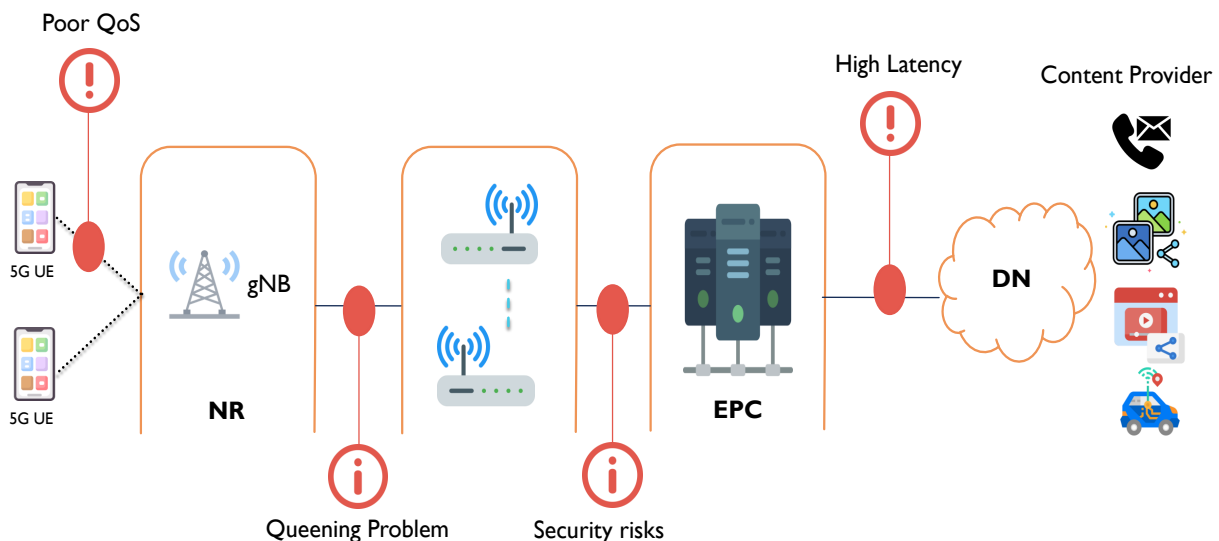 Poor QoS
High Latency
Content Provider
5G UE
gNB
DN
5G UE
NR
EPC
Queening Problem
Security risks